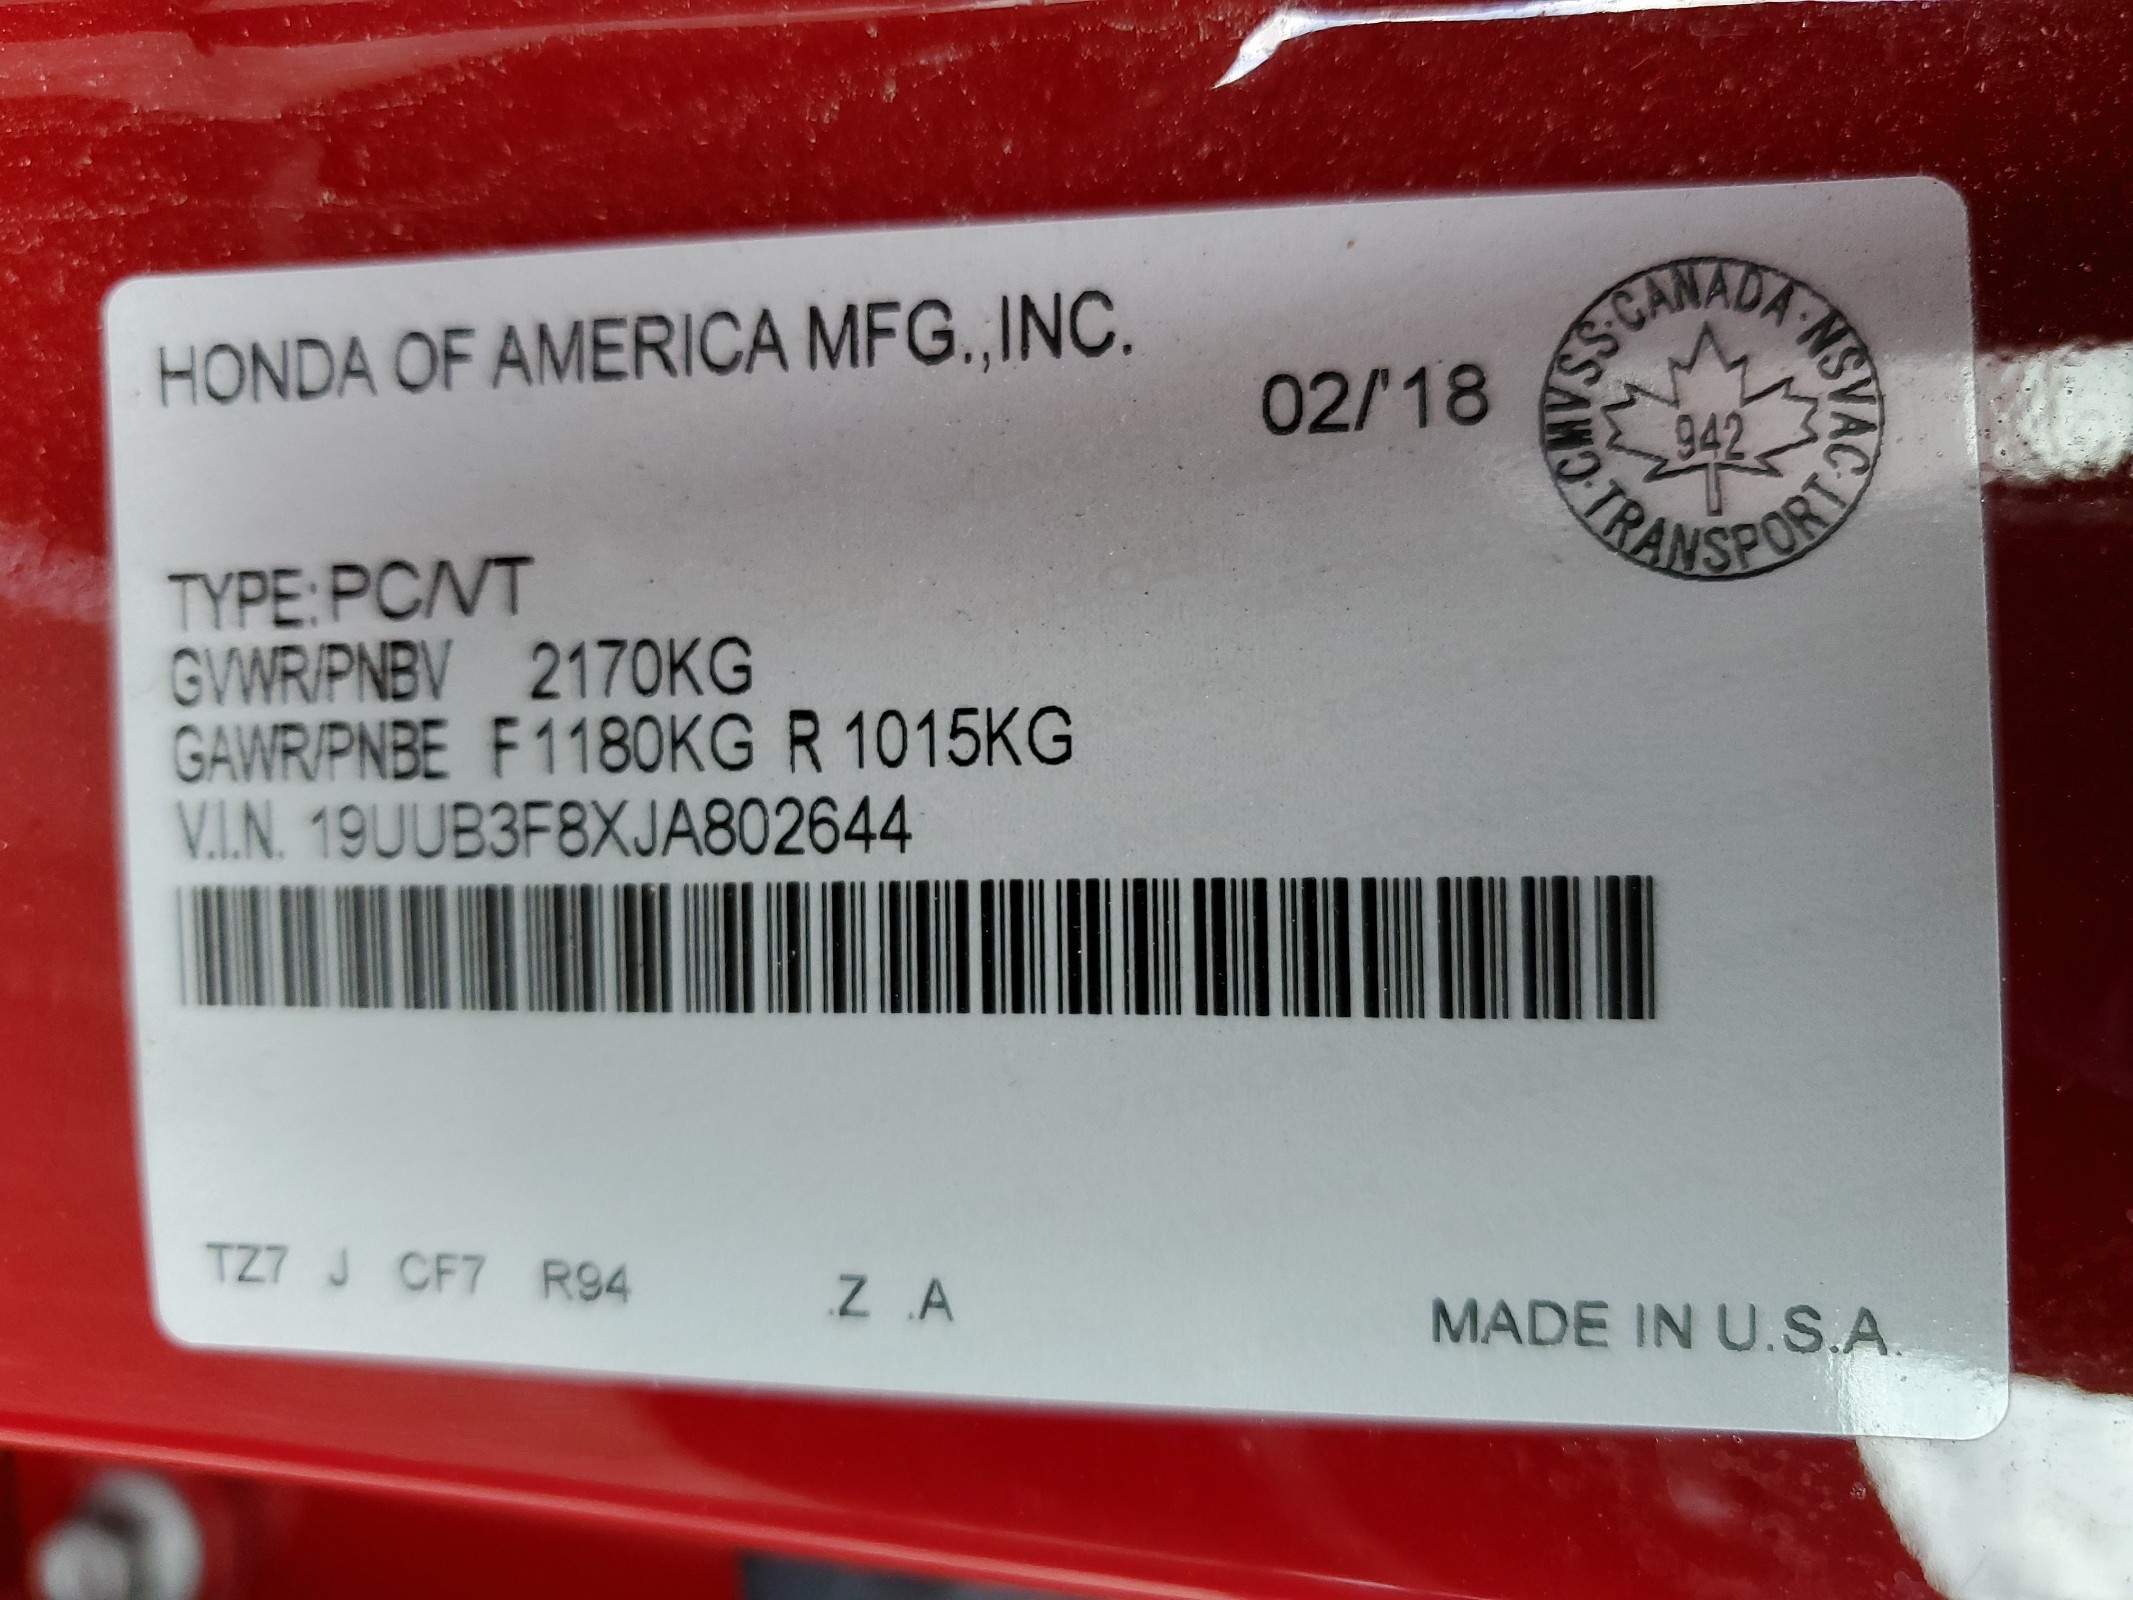 HONDA OF AMERICA MFG.,INC.
02/'18
CMVSS·CANADA·NSVAC·TRANSPORT·
942
TYPE: PC/VT
GVWR/PNBV 2170KG
GAWR/PNBE F 1180KG R 1015KG
V.I.N. 19UUB3F8XJA802644
TZ7 J CF7 R94 .Z .A
MADE IN U.S.A.